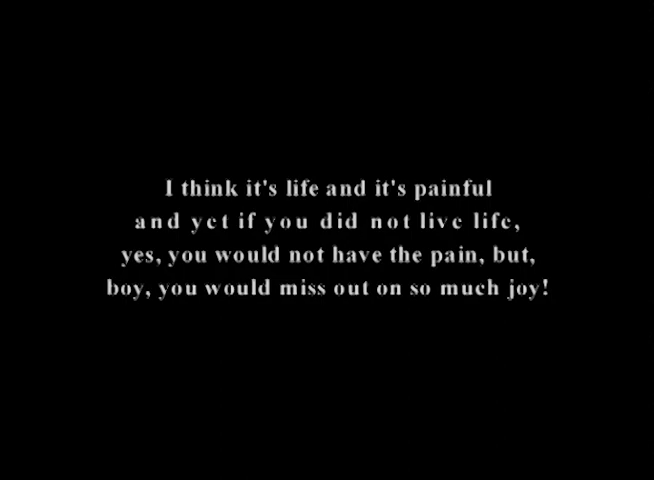 I think it's life and it's painful
and yet if you did not live life,
yes, you would not have the pain, but,
boy, you would miss out on so much joy!